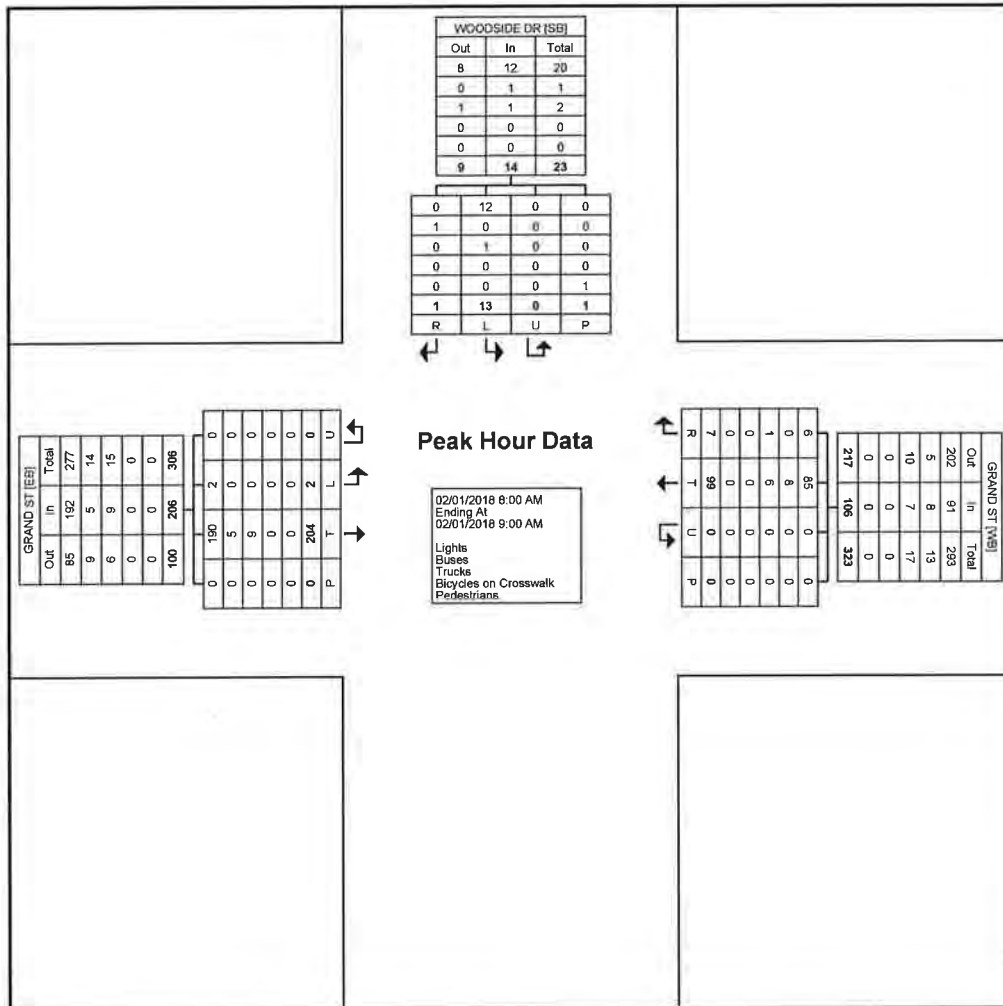 WOODSIDE DR [SB]
Out In Total
8 12 20
0 1 1
1 1 2
0 0 0
0 0 0
9 14 23
0 12 0 0
1 0 0 0
0 1 0 0
0 0 0 0
0 0 0 1
1 13 0 1
R L U P
GRAND ST [EB]
Out In Total
85 192 277
9 5 14
6 9 15
0 0 0
0 0 0
100 206 306
0 2 190 0
0 0 5 0
0 0 9 0
0 0 0 0
0 0 0 0
0 2 204 0
U L T P
Peak Hour Data
02/01/2018 8:00 AM
Ending At
02/01/2018 9:00 AM
Lights
Buses
Trucks
Bicycles on Crosswalk
Pedestrians
R T U P
7 99 0 0
0 0 0 0
0 0 0 0
1 6 0 0
0 8 0 0
6 85 0 0
GRAND ST [WB]
Out In Total
202 91 293
5 8 13
10 7 17
0 0 0
0 0 0
217 106 323